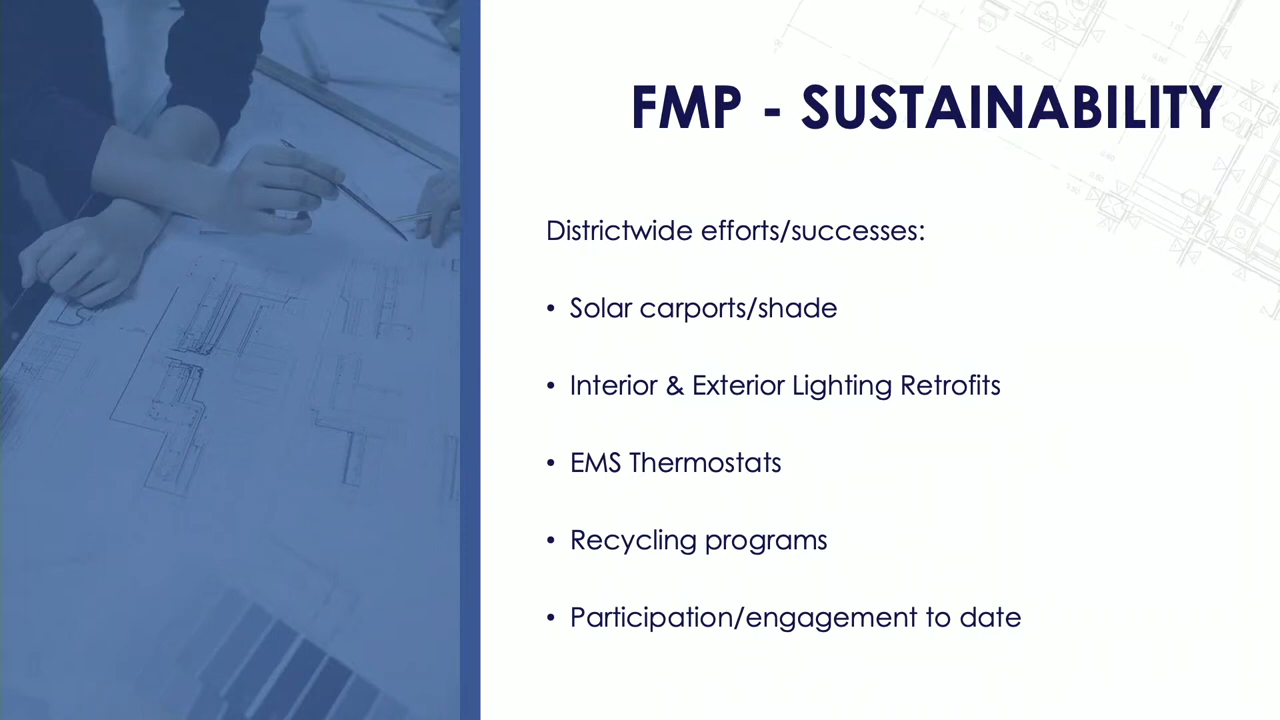 FMP - SUSTAINABILITY
Districtwide efforts/successes:
• Solar carports/shade
• Interior & Exterior Lighting Retrofits
• EMS Thermostats
• Recycling programs
• Participation/engagement to date